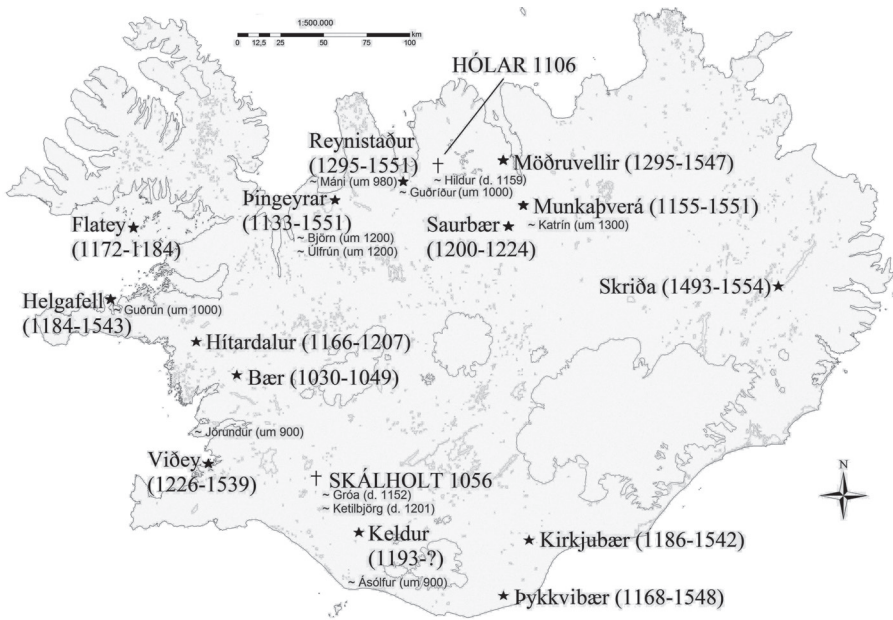 1:500.000
km
0 12,5 25 50 75 100
HÓLAR 1106
Reynistaður
(1295-1551)
~ Máni (um 980)
~ Hildur (d. 1159)
~ Guðríður (um 1000)
Möðruvellir (1295-1547)
Þingeyrar
(1133-1551)
~ Björn (um 1200)
~ Úlfrún (um 1200)
Munkaþverá (1155-1551)
~ Katrín (um 1300)
Saurbær
(1200-1224)
Flatey
(1172-1184)
Skriða (1493-1554)
Helgafell
~ Guðrún (um 1000)
(1184-1543)
Hítardalur (1166-1207)
Bær (1030-1049)
~ Jörundur (um 900)
Viðey
(1226-1539)
SKÁLHOLT 1056
~ Gróa (d. 1152)
~ Ketilbjörg (d. 1201)
N
Keldur
(1193-?)
~ Ásólfur (um 900)
Kirkjubær (1186-1542)
Þykkvibær (1168-1548)